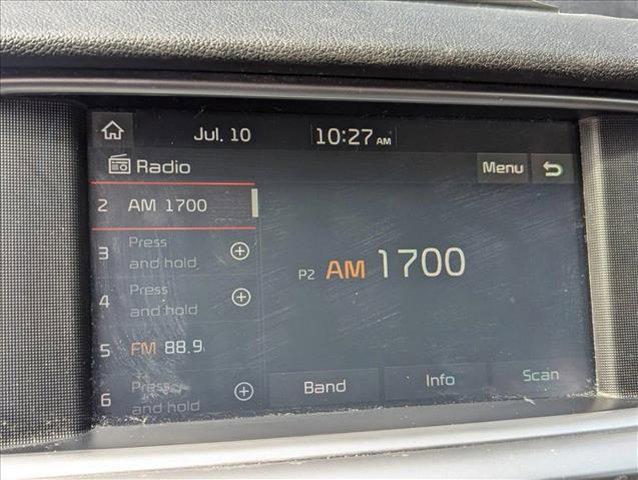 Jul. 10 10:27 AM
Radio
Menu
2 AM 1700
3 Press
and hold
4 Press
and hold
5 FM 88.9
6 Press
and hold
P2 AM 1700
Band Info Scan